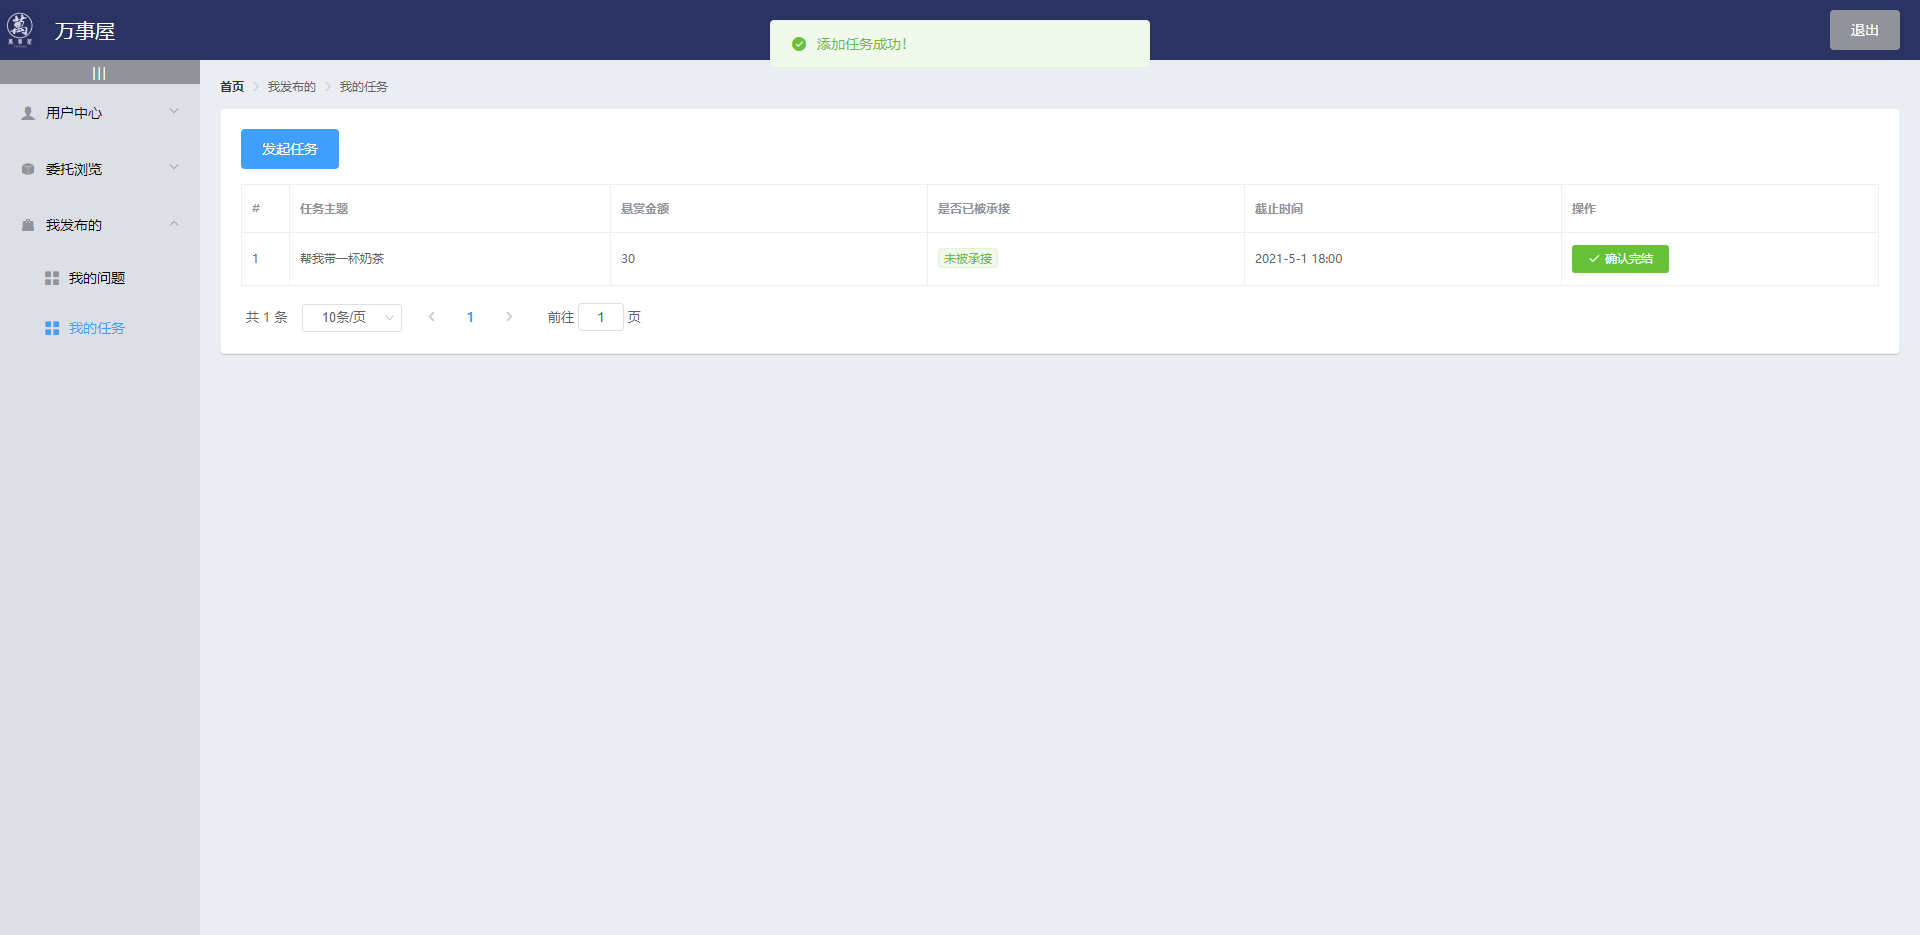 万事屋
添加任务成功!
退出
|||
首页 > 我发布的 > 我的任务
用户中心
委托浏览
我发布的
我的问题
我的任务
发起任务
# 任务主题 悬赏金额 是否已被承接 截止时间 操作
1 帮我带一杯奶茶 30 未被承接 2021-5-1 18:00 确认完结
共 1 条 10条/页 < 1 > 前往 1 页